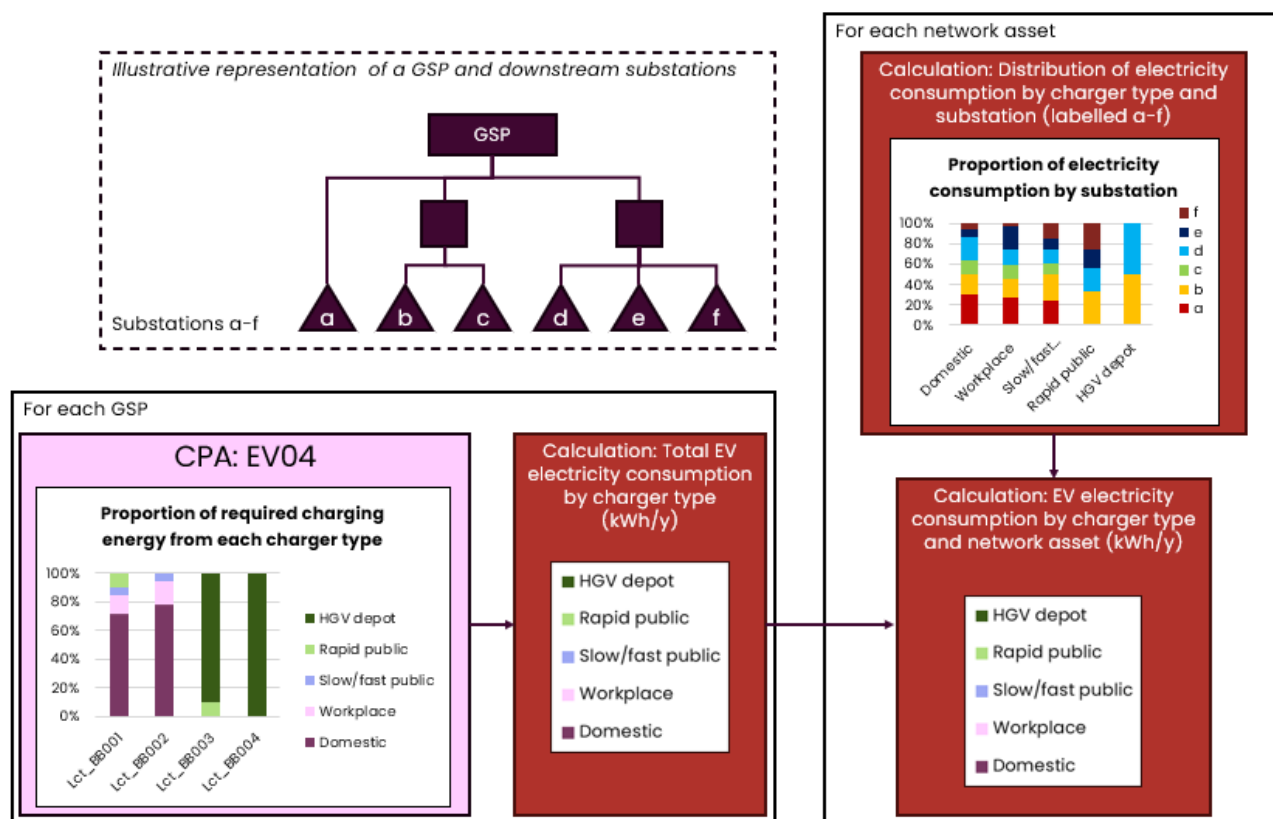 Illustrative representation of a GSP and downstream substations
GSP
a
b
c
d
e
f
Substations a-f
For each network asset
Calculation: Distribution of electricity
consumption by charger type and
substation (labelled a-f)
Proportion of electricity
consumption by substation
100%
80%
60%
40%
20%
0%
Domestic
Workplace
Slow/fast...
Rapid public
HGV depot
f
e
d
c
b
a
For each GSP
CPA: EV04
Proportion of required charging
energy from each charger type
100%
80%
60%
40%
20%
0%
Lct_BB001
Lct_BB002
Lct_BB003
Lct_BB004
HGV depot
Rapid public
Slow/fast public
Workplace
Domestic
Calculation: Total EV
electricity consumption
by charger type
(kWh/y)
HGV depot
Rapid public
Slow/fast public
Workplace
Domestic
Calculation: EV electricity
consumption by charger type
and network asset (kWh/y)
HGV depot
Rapid public
Slow/fast public
Workplace
Domestic